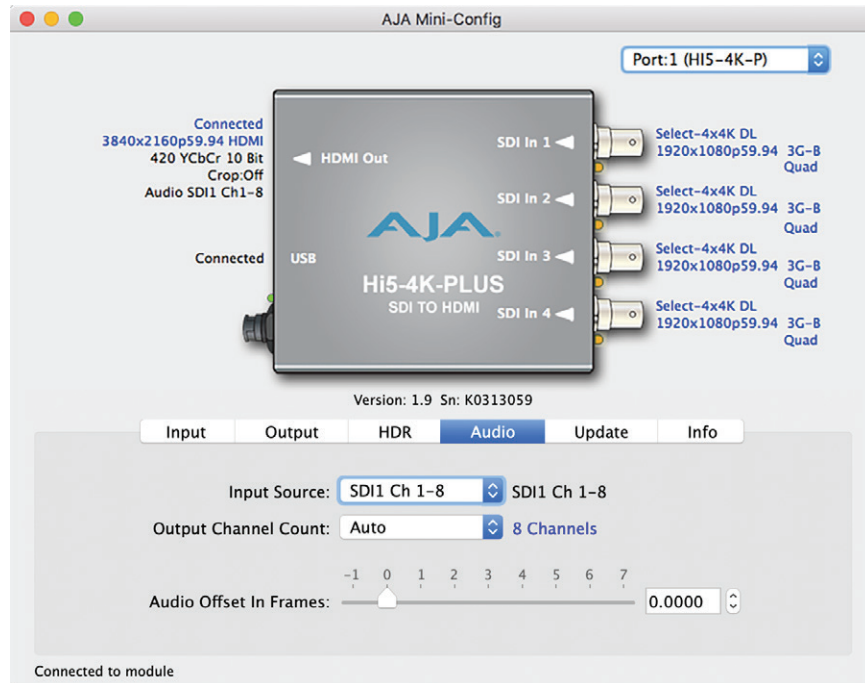 AJA Mini-Config
Port:1 (HI5-4K-P)
Connected
3840x2160p59.94 HDMI
420 YCbCr 10 Bit
Crop:Off
Audio SDI1 Ch1-8
Connected
HDMI Out
USB
SDI In 1
SDI In 2
SDI In 3
SDI In 4
AJA
Hi5-4K-PLUS
SDI TO HDMI
Select-4x4K DL
1920x1080p59.94 3G-B
Quad
Select-4x4K DL
1920x1080p59.94 3G-B
Quad
Select-4x4K DL
1920x1080p59.94 3G-B
Quad
Select-4x4K DL
1920x1080p59.94 3G-B
Quad
Version: 1.9 Sn: K0313059
Input Output HDR Audio Update Info
Input Source: SDI1 Ch 1-8 SDI1 Ch 1-8
Output Channel Count: Auto 8 Channels
-1 0 1 2 3 4 5 6 7
Audio Offset In Frames: 0.0000
Connected to module